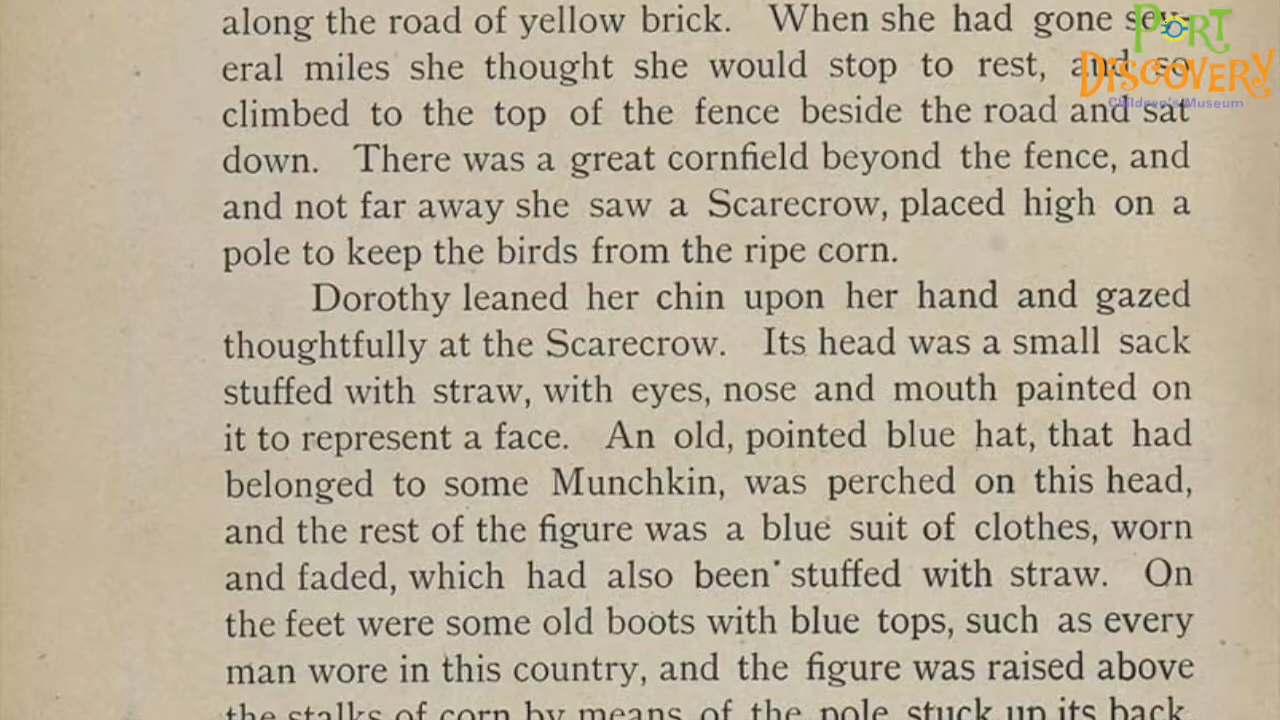 along the road of yellow brick. When she had gone sev-
eral miles she thought she would stop to rest, and so
climbed to the top of the fence beside the road and sat
down. There was a great cornfield beyond the fence, and
and not far away she saw a Scarecrow, placed high on a
pole to keep the birds from the ripe corn.
Dorothy leaned her chin upon her hand and gazed
thoughtfully at the Scarecrow. Its head was a small sack
stuffed with straw, with eyes, nose and mouth painted on
it to represent a face. An old, pointed blue hat, that had
belonged to some Munchkin, was perched on this head,
and the rest of the figure was a blue suit of clothes, worn
and faded, which had also been stuffed with straw. On
the feet were some old boots with blue tops, such as every
man wore in this country, and the figure was raised above
the stalks of corn by means of the pole stuck up its back.
PORT
DISCOVERY
Children's Museum